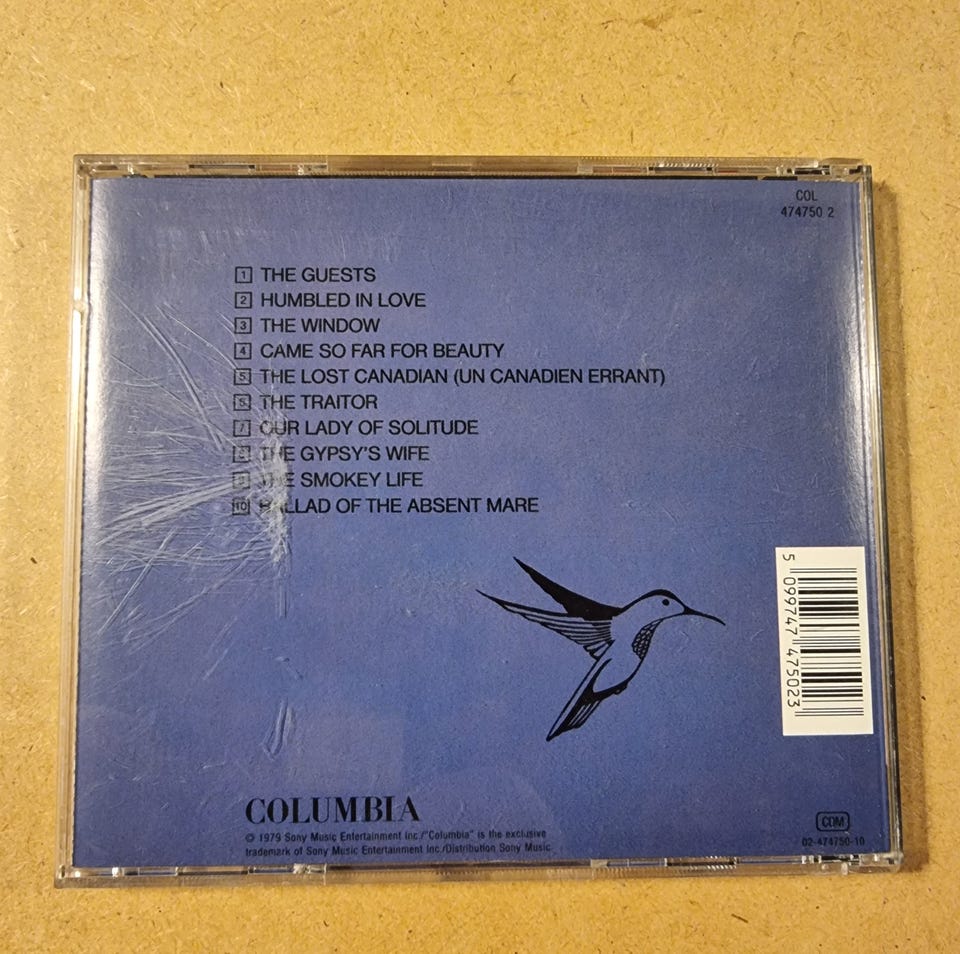 COL
474750 2
1 THE GUESTS
2 HUMBLED IN LOVE
3 THE WINDOW
4 CAME SO FAR FOR BEAUTY
5 THE LOST CANADIAN (UN CANADIEN ERRANT)
6 THE TRAITOR
7 OUR LADY OF SOLITUDE
8 THE GYPSY'S WIFE
9 THE SMOKEY LIFE
10 BALLAD OF THE ABSENT MARE
5 099747 475023
COLUMBIA
© 1979 Sony Music Entertainment Inc./"Columbia" is the exclusive
trademark of Sony Music Entertainment Inc./Distribution Sony Music
CDM
02-474750-10